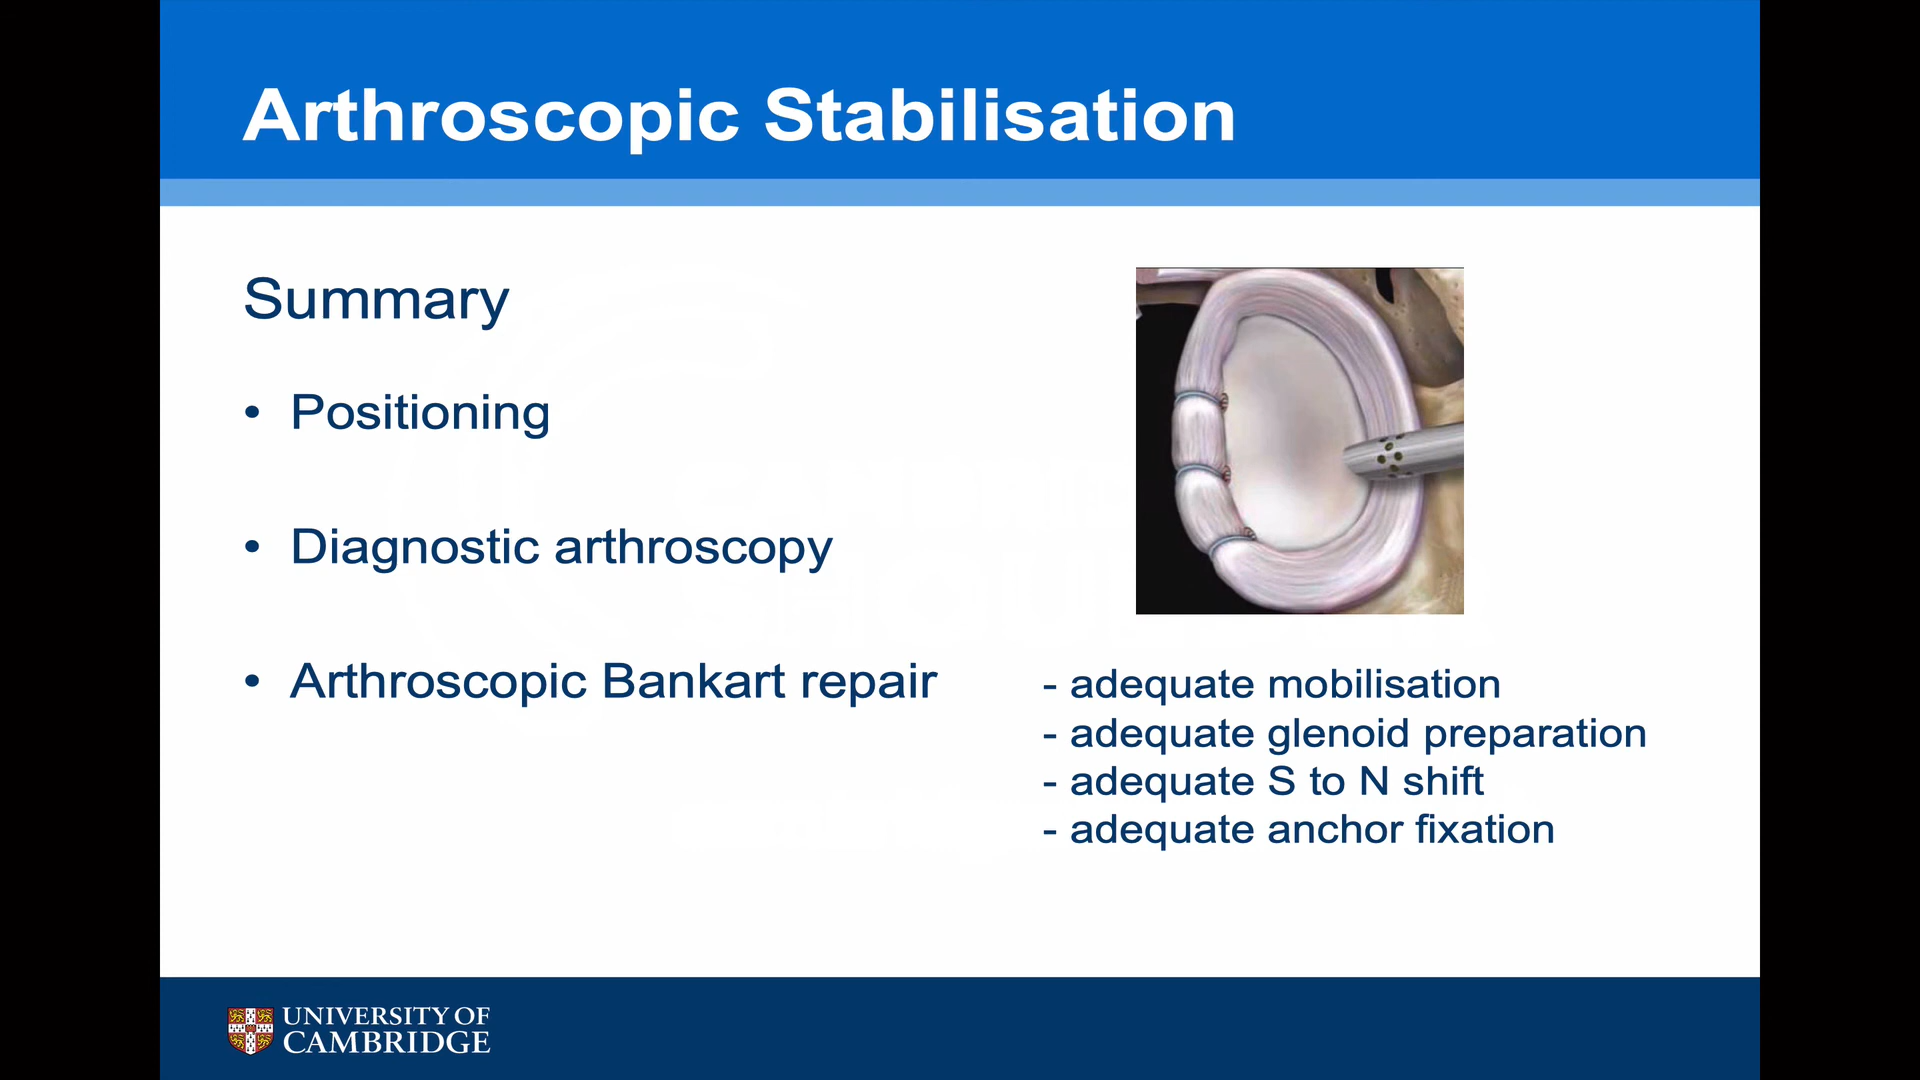 Arthroscopic Stabilisation
Summary
• Positioning
• Diagnostic arthroscopy
• Arthroscopic Bankart repair
- adequate mobilisation
- adequate glenoid preparation
- adequate S to N shift
- adequate anchor fixation
UNIVERSITY OF
CAMBRIDGE